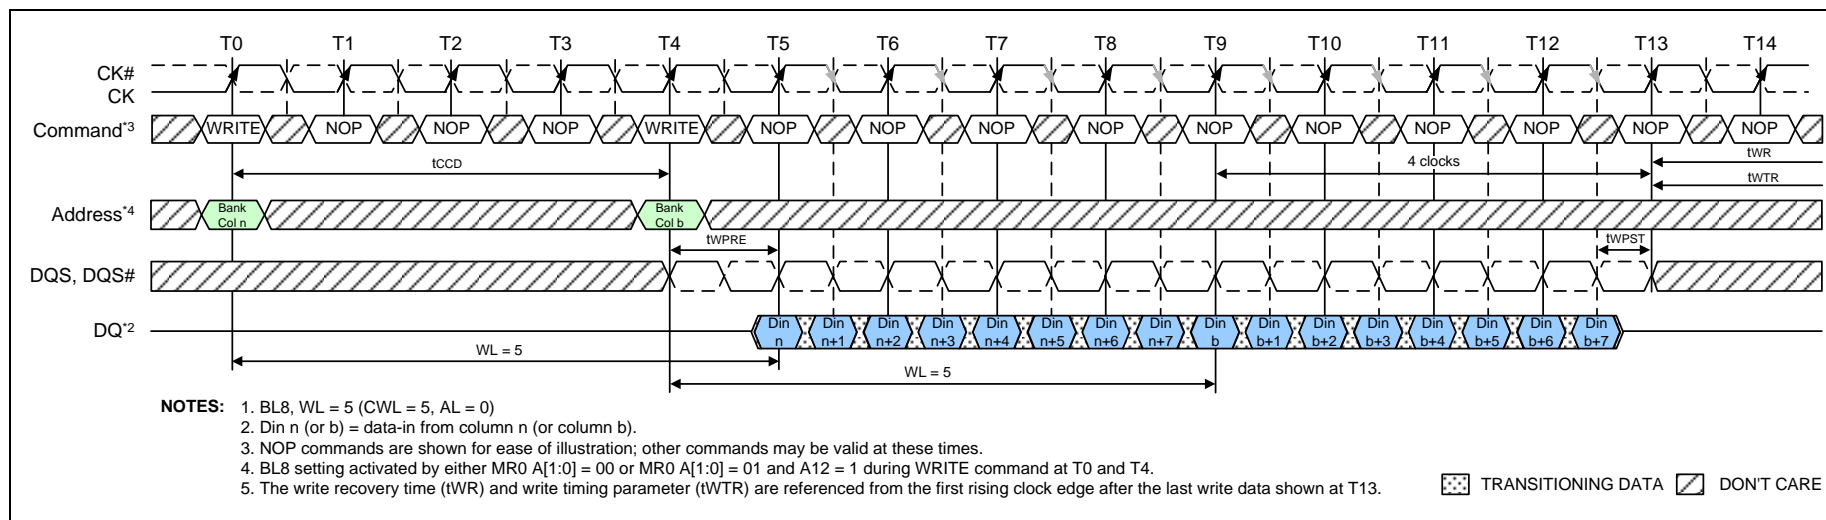 T0 T1 T2 T3 T4 T5 T6 T7 T8 T9 T10 T11 T12 T13 T14
CK#
CK
Command*3 WRITE NOP NOP NOP WRITE NOP NOP NOP NOP NOP NOP NOP NOP NOP NOP
tCCD 4 clocks tWR
tWTR
Address*4 Bank Col n Bank Col b
tWPRE tWPST
DQS, DQS#
DQ*2 Din n Din n+1 Din n+2 Din n+3 Din n+4 Din n+5 Din n+6 Din n+7 Din b Din b+1 Din b+2 Din b+3 Din b+4 Din b+5 Din b+6 Din b+7
WL = 5
WL = 5
NOTES: 1. BL8, WL = 5 (CWL = 5, AL = 0)
2. Din n (or b) = data-in from column n (or column b).
3. NOP commands are shown for ease of illustration; other commands may be valid at these times.
4. BL8 setting activated by either MR0 A[1:0] = 00 or MR0 A[1:0] = 01 and A12 = 1 during WRITE command at T0 and T4.
5. The write recovery time (tWR) and write timing parameter (tWTR) are referenced from the first rising clock edge after the last write data shown at T13.
TRANSITIONING DATA DON'T CARE